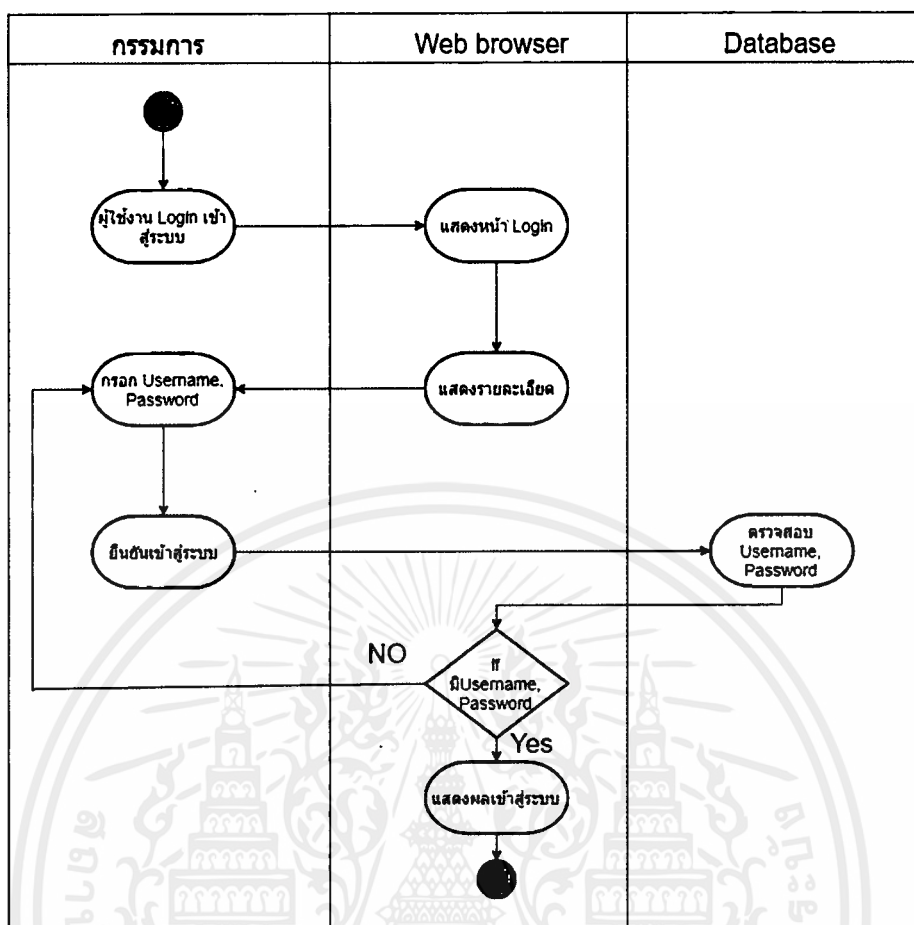 กรรมการ
Web browser
Database
ผู้ใช้งาน Login เข้า
สู่ระบบ
แสดงหน้า Login
กรอก Username,
Password
แสดงรายละเอียด
ยืนยันเข้าสู่ระบบ
ตรวจสอบ
Username,
Password
NO
If
มีUsername,
Password
Yes
แสดงผลเข้าสู่ระบบ